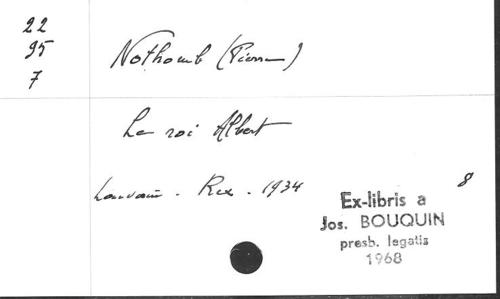 22
95
7
Nothomb (Pierre)
Le roi Albert
Louvain - Rex - 1934
8
Ex-libris a
Jos. BOUQUIN
presb. legatis
1968